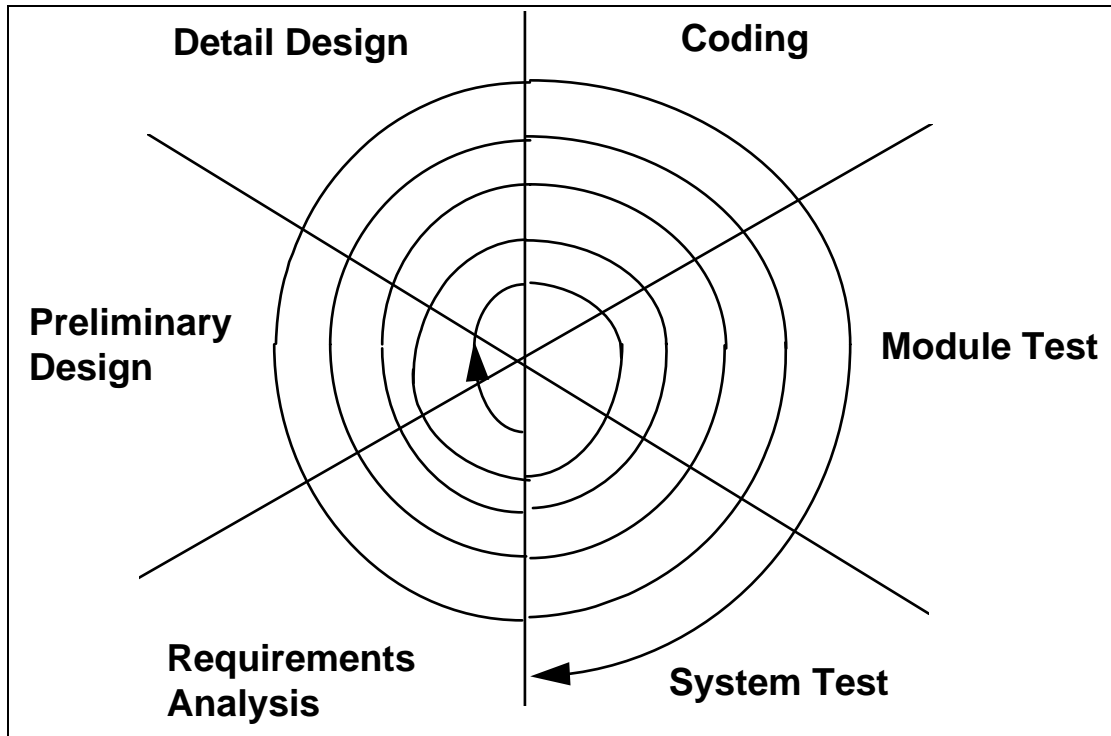 Detail Design
Coding
Preliminary
Design
Module Test
Requirements
Analysis
System Test